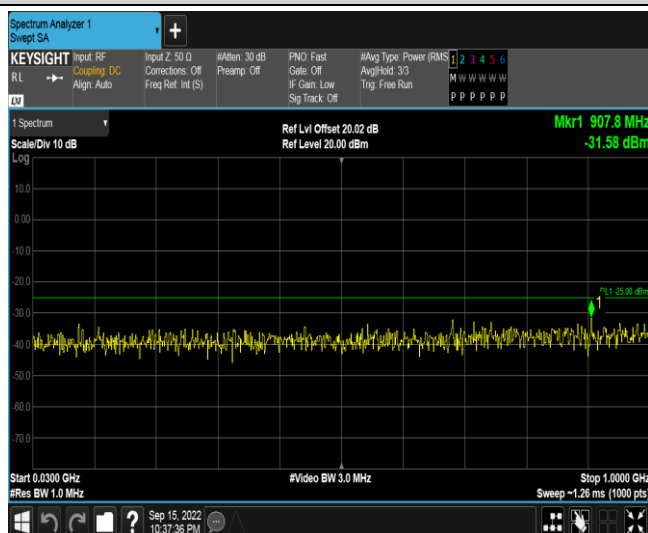 Spectrum Analyzer 1
Swept SA
+
KEYSIGHT
RL
LXI
Input: RF
Coupling: DC
Align: Auto
Input Z: 50 Ω
Corrections: Off
Freq Ref: Int (S)
#Atten: 30 dB
Preamp: Off
PNO: Fast
Gate: Off
IF Gain: Low
Sig Track: Off
#Avg Type: Power (RMS
Avg|Hold: 3/3
Trig: Free Run
1 2 3 4 5 6
M W W W W W
P P P P P P
1 Spectrum
Scale/Div 10 dB
Ref Lvl Offset 20.02 dB
Ref Level 20.00 dBm
Mkr1 907.8 MHz
-31.58 dBm
Log
10.0
0.00
-10.0
-20.0
-30.0
-40.0
-50.0
-60.0
-70.0
DL1 -25.00 dBm
1
Start 0.0300 GHz
#Res BW 1.0 MHz
#Video BW 3.0 MHz
Stop 1.0000 GHz
Sweep ~1.26 ms (1000 pts)
?
Sep 15, 2022
10:37:36 PM